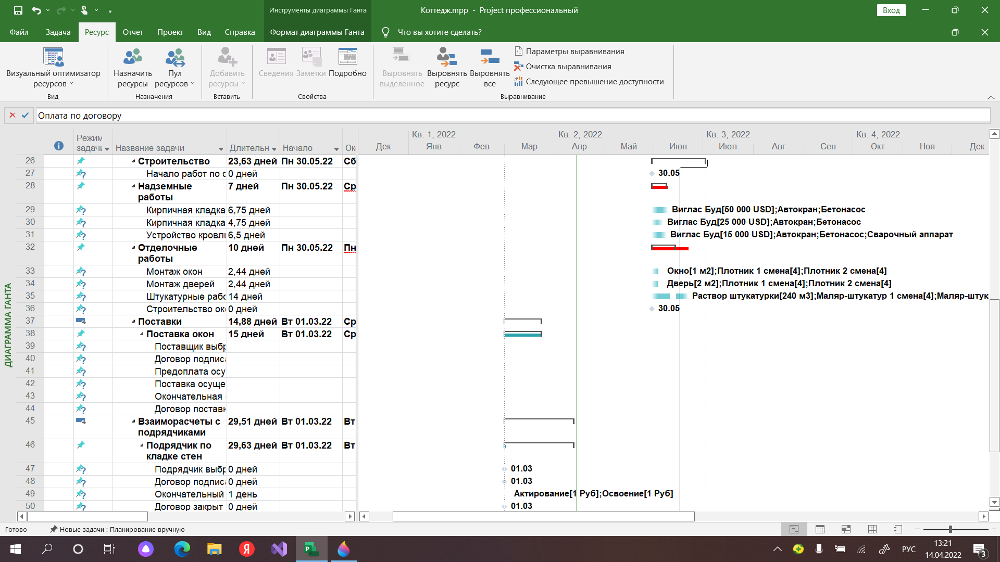 Инструменты диаграммы Ганта
Коттедж.mpp - Project профессиональный
Вход
Файл Задача Ресурс Отчет Проект Вид Справка Формат диаграммы Ганта Что вы хотите сделать?
Визуальный оптимизатор ресурсов
Назначить ресурсы
Пул ресурсов
Добавить ресурсы
Сведения Заметки Подробно
Выровнять выделенное
Выровнять ресурс
Выровнять все
Параметры выравнивания
Очистка выравнивания
Следующее превышение доступности
Вид Назначения Вставить Свойства Выравнивание
Оплата по договору
ДИАГРАММА ГАНТА
Режим задачи Название задачи Длительн Начало Ок
Кв. 1, 2022 Кв. 2, 2022 Кв. 3, 2022 Кв. 4, 2022
Дек Янв Фев Мар Апр Май Июн Июл Авг Сен Окт Ноя Дек
26 Строительство 23,63 дней Пн 30.05.22 Сб
27 Начало работ по с 0 дней 30.05
28 Надземные работы 7 дней Пн 30.05.22 Ср
29 Кирпичная кладка 6,75 дней Виглас Буд[50 000 USD];Автокран;Бетонасос
30 Кирпичная кладка 4,75 дней Виглас Буд[25 000 USD];Автокран;Бетонасос
31 Устройство кровли 6,5 дней Виглас Буд[15 000 USD];Автокран;Бетонасос;Сварочный аппарат
32 Отделочные работы 10 дней Пн 30.05.22 Пн
33 Монтаж окон 2,44 дней Окно[1 м2];Плотник 1 смена[4];Плотник 2 смена[4]
34 Монтаж дверей 2,44 дней Дверь[2 м2];Плотник 1 смена[4];Плотник 2 смена[4]
35 Штукатурные рабо 14 дней Раствор штукатурки[240 м3];Маляр-штукатур 1 смена[4];Маляр-штук
36 Строительство ок 0 дней 30.05
37 Поставки 14,88 дней Вт 01.03.22 Ср
38 Поставка окон 15 дней Вт 01.03.22 Ср
39 Поставщик выбр
40 Договор подписа
41 Предоплата осу
42 Поставка осуще
43 Окончательная
44 Договор поставк
45 Взаиморасчеты с подрядчиками 29,51 дней Вт 01.03.22 Вт
46 Подрядчик по кладке стен 29,63 дней Вт 01.03.22 Вт
47 Подрядчик выбр 0 дней 01.03
48 Договор подписа 0 дней 01.03
49 Окончательный 1 день Актирование[1 Руб];Освоение[1 Руб]
50 Договор закрыт 0 дней 01.03
Готово Новые задачи : Планирование вручную
РУС
13:21
14.04.2022
3